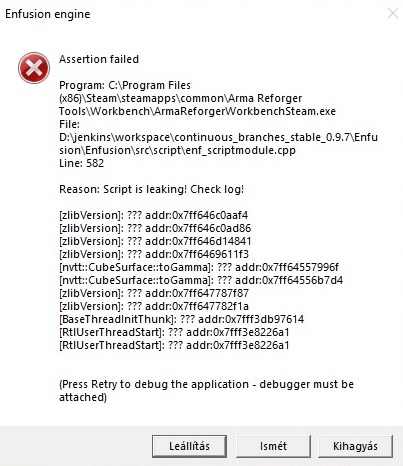 Enfusion engine
Assertion failed
Program: C:\Program Files
(x86)\Steam\steamapps\common\Arma Reforger
Tools\Workbench\ArmaReforgerWorkbenchSteam.exe
File:
D:\jenkins\workspace\continuous_branches_stable_0.9.7\Enfu
sion\Enfusion\src\script\enf_scriptmodule.cpp
Line: 582
Reason: Script is leaking! Check log!
[zlibVersion]: ??? addr:0x7ff646c0aaf4
[zlibVersion]: ??? addr:0x7ff646c0ad86
[zlibVersion]: ??? addr:0x7ff646d14841
[zlibVersion]: ??? addr:0x7ff6469611f3
[nvtt::CubeSurface::toGamma]: ??? addr:0x7ff64557996f
[nvtt::CubeSurface::toGamma]: ??? addr:0x7ff64556b7d4
[zlibVersion]: ??? addr:0x7ff647787f87
[zlibVersion]: ??? addr:0x7ff647782f1a
[BaseThreadInitThunk]: ??? addr:0x7fff3db97614
[RtlUserThreadStart]: ??? addr:0x7fff3e8226a1
[RtlUserThreadStart]: ??? addr:0x7fff3e8226a1
(Press Retry to debug the application - debugger must be
attached)
Leállítás
Ismét
Kihagyás